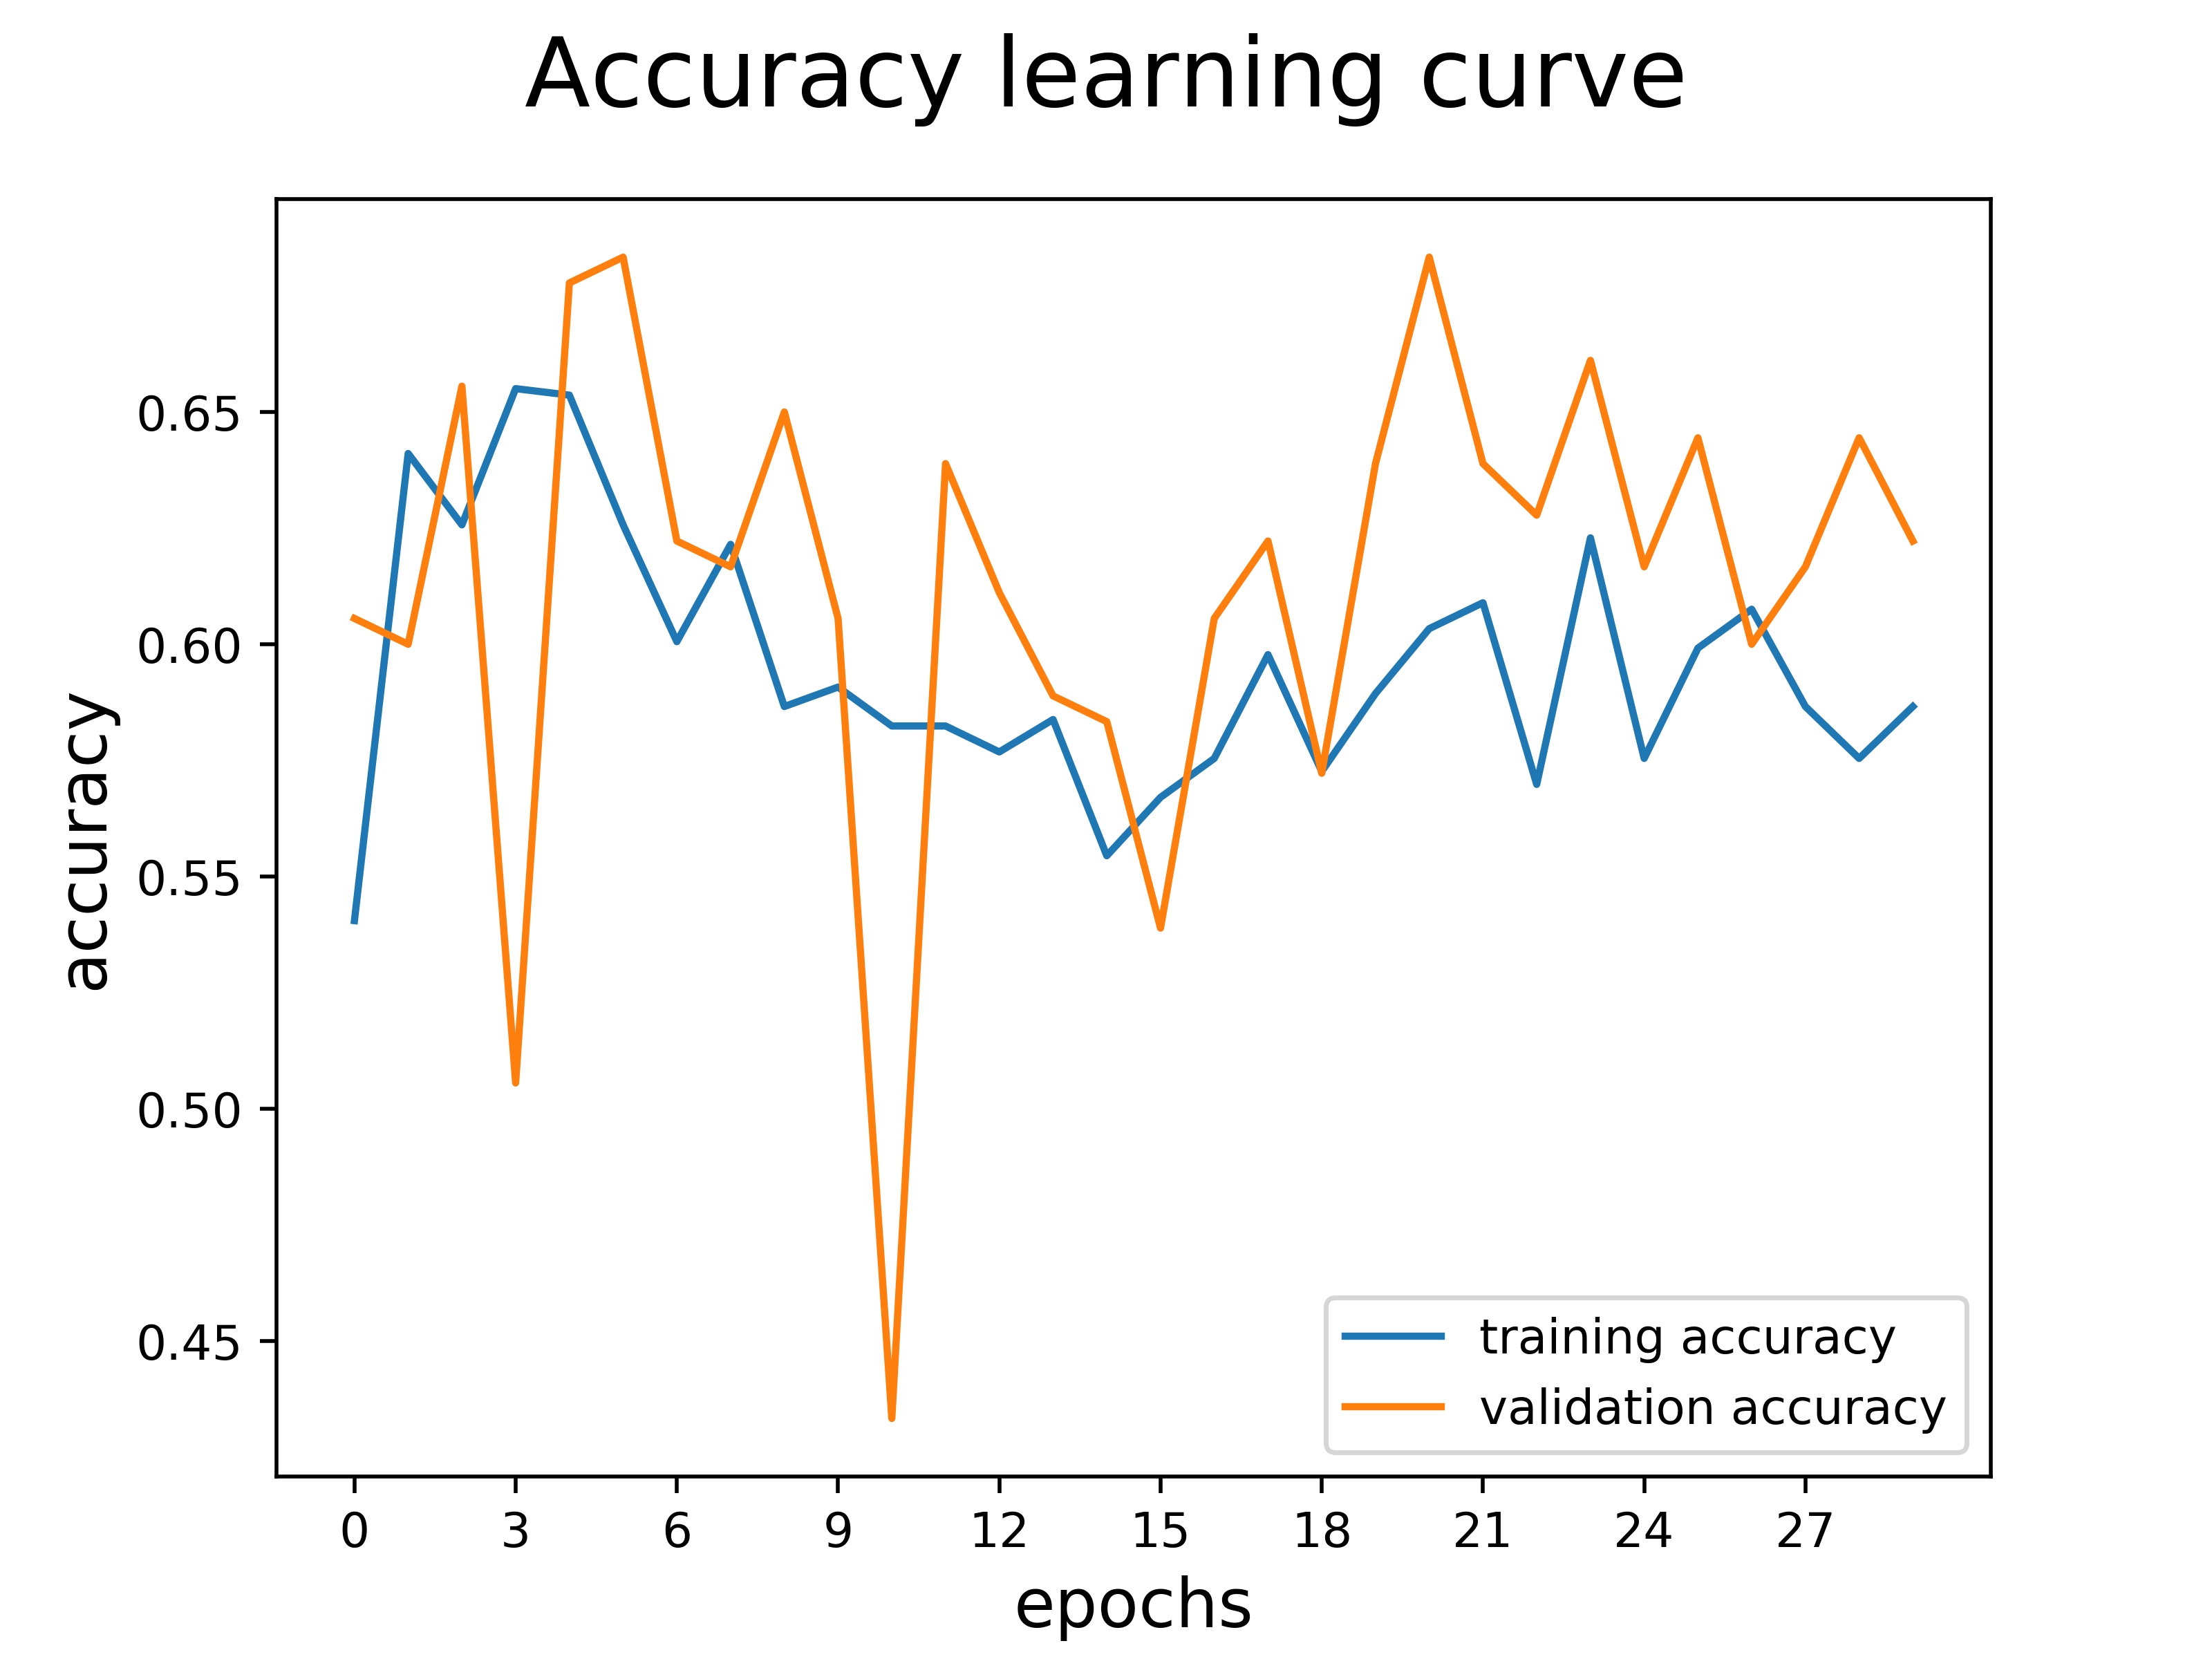 Accuracy learning curve
accuracy
0.65
0.60
0.55
0.50
0.45
training accuracy
validation accuracy
0 3 6 9 12 15 18 21 24 27
epochs